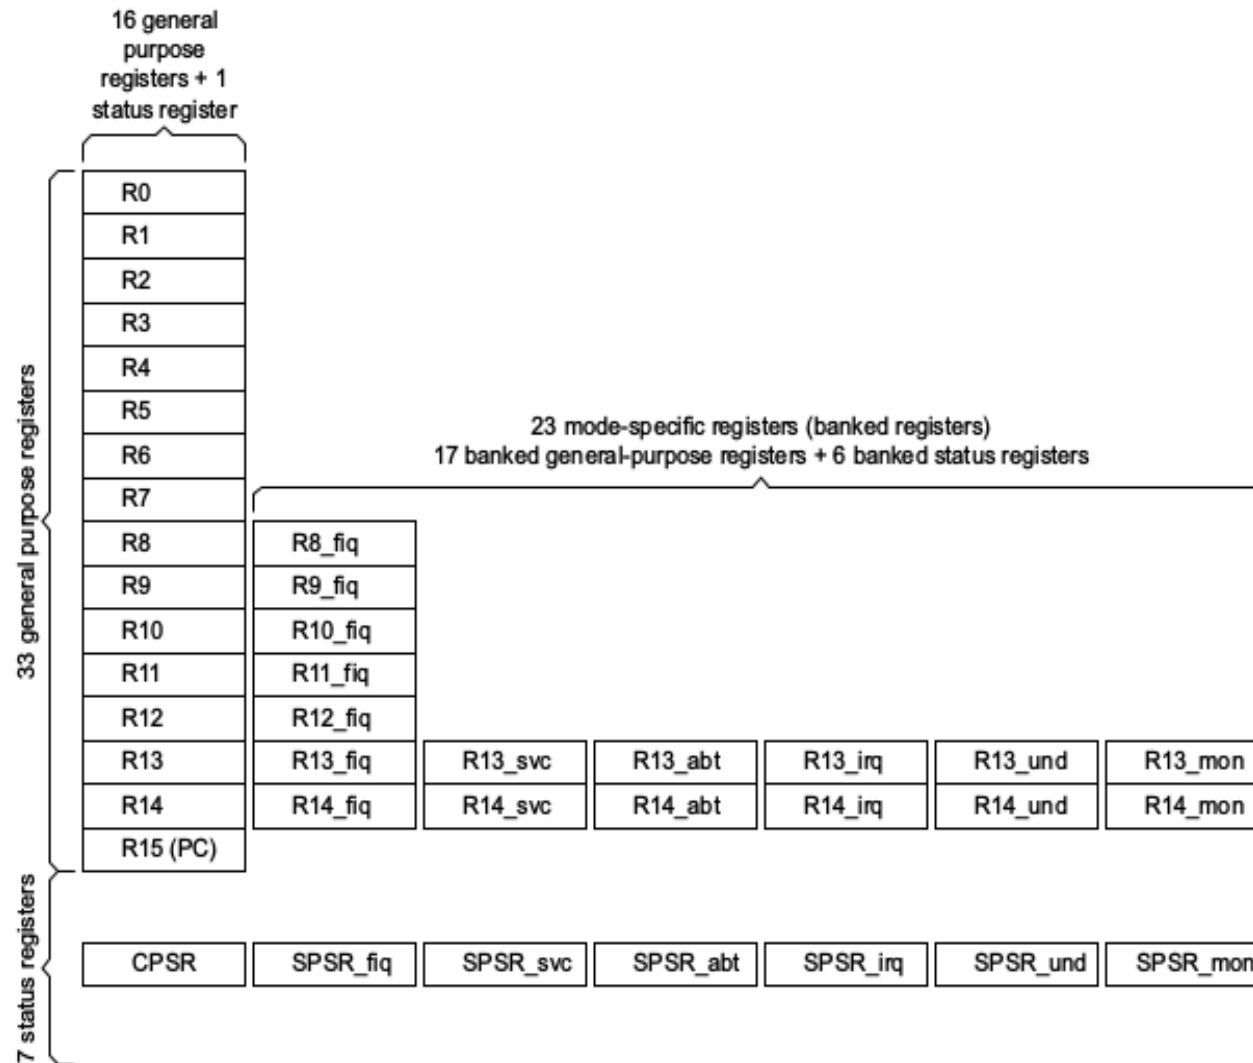 16 general
purpose
registers + 1
status register
33 general purpose registers
R0
R1
R2
R3
R4
R5
R6
R7
23 mode-specific registers (banked registers)
17 banked general-purpose registers + 6 banked status registers
R8 R8_fiq
R9 R9_fiq
R10 R10_fiq
R11 R11_fiq
R12 R12_fiq
R13 R13_fiq R13_svc R13_abt R13_irq R13_und R13_mon
R14 R14_fiq R14_svc R14_abt R14_irq R14_und R14_mon
R15 (PC)
7 status registers
CPSR SPSR_fiq SPSR_svc SPSR_abt SPSR_irq SPSR_und SPSR_mon